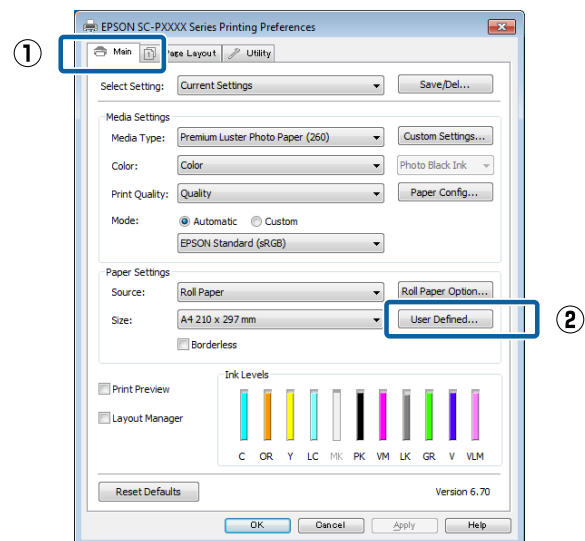 EPSON SC-PXXXX Series Printing Preferences
①
Main
1
age Layout
Utility
Select Setting: Current Settings Save/Del...
Media Settings
Media Type: Premium Luster Photo Paper (260) Custom Settings...
Color: Color Photo Black Ink
Print Quality: Quality Paper Config...
Mode: Automatic Custom
EPSON Standard (sRGB)
Paper Settings
Source: Roll Paper Roll Paper Option...
Size: A4 210 x 297 mm User Defined...
②
Borderless
Ink Levels
Print Preview
Layout Manager
C OR Y LC MK PK VM LK GR V VLM
Reset Defaults Version 6.70
OK Cancel Apply Help